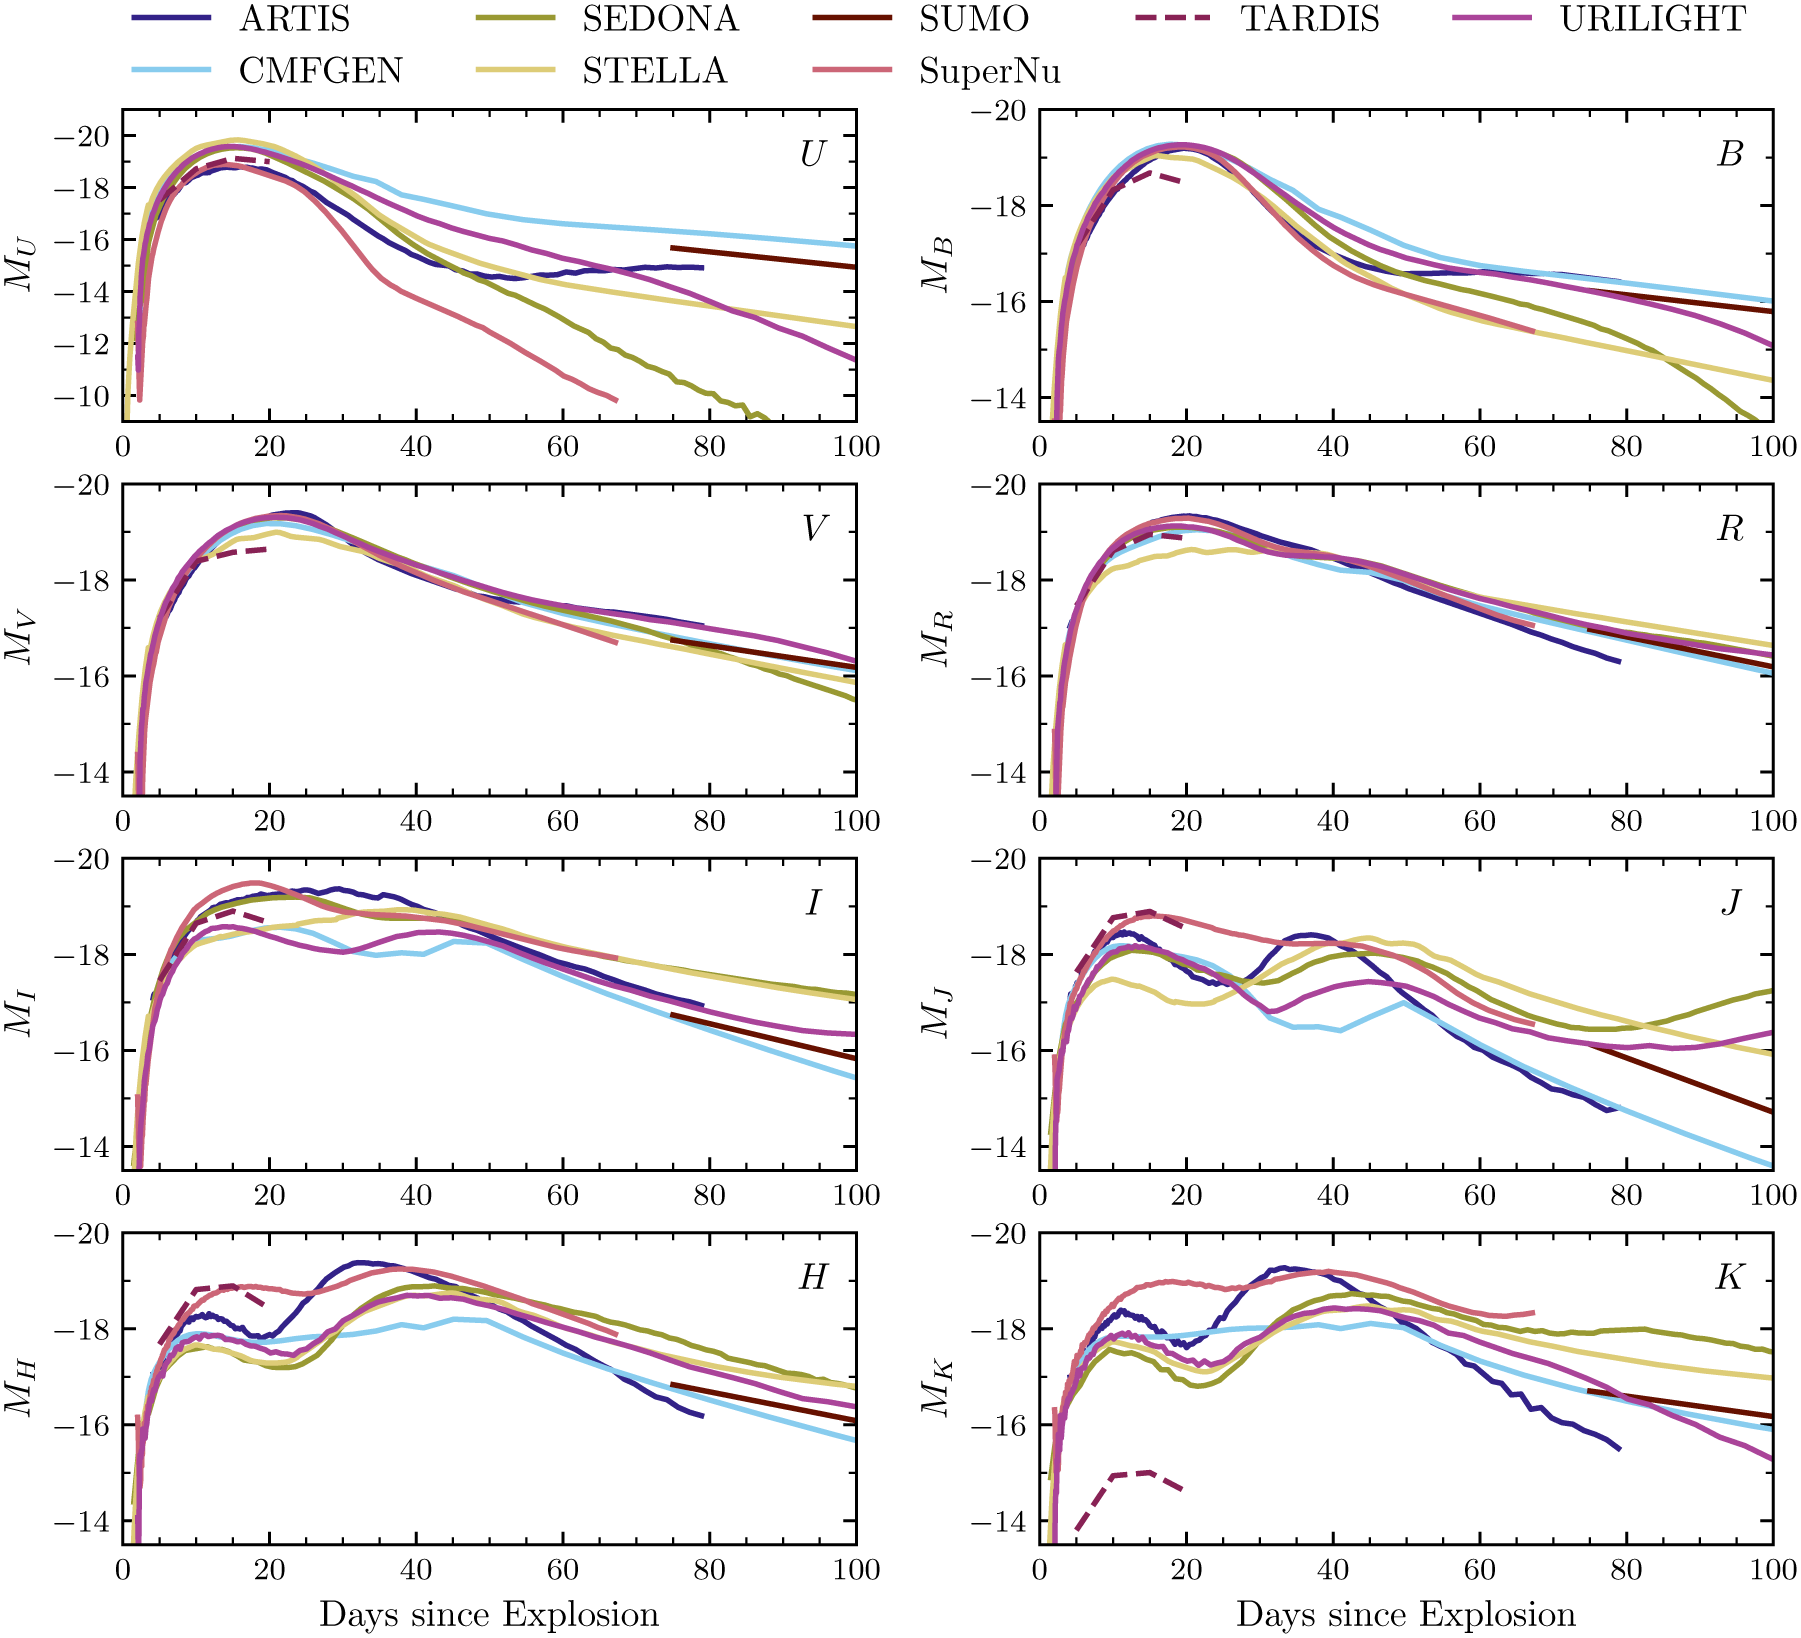 ARTIS SEDONA SUMO TARDIS URILIGHT
CMFGEN STELLA SuperNu
−20 −18 −16 −14 −12 −10
M_U
U
0 20 40 60 80 100
−20 −18 −16 −14
M_B
B
0 20 40 60 80 100
−20 −18 −16 −14
M_V
V
0 20 40 60 80 100
−20 −18 −16 −14
M_R
R
0 20 40 60 80 100
−20 −18 −16 −14
M_I
I
0 20 40 60 80 100
−20 −18 −16 −14
M_J
J
0 20 40 60 80 100
−20 −18 −16 −14
M_H
H
0 20 40 60 80 100
Days since Explosion
−20 −18 −16 −14
M_K
K
0 20 40 60 80 100
Days since Explosion